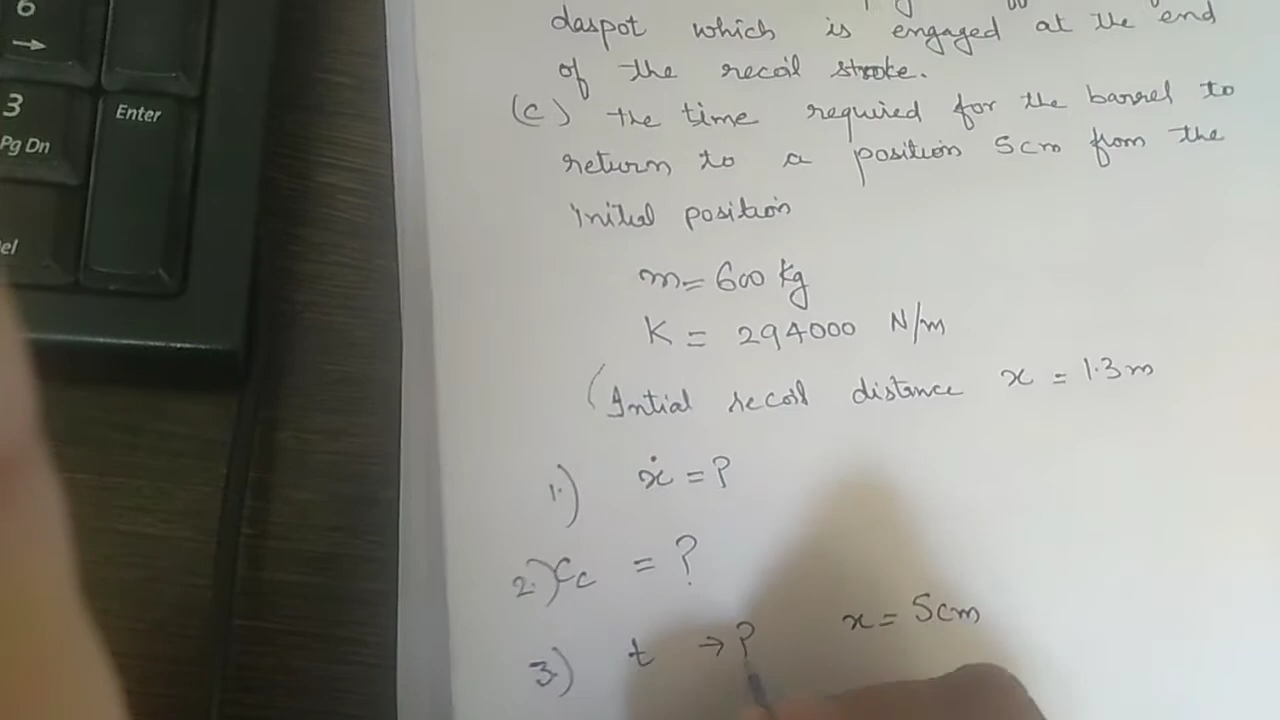 6
→
3
Pg Dn
Enter
el
daspot which is engaged at the end
of the recoil stroke.
(c) the time required for the barrel to
return to a position 5cm from the
initial position
m= 600 kg
K = 294000 N/m
(Intial recoil distance x = 1.3m
1.) ẋ = ?
2.) Cc = ?
3.) t → ? x = 5cm